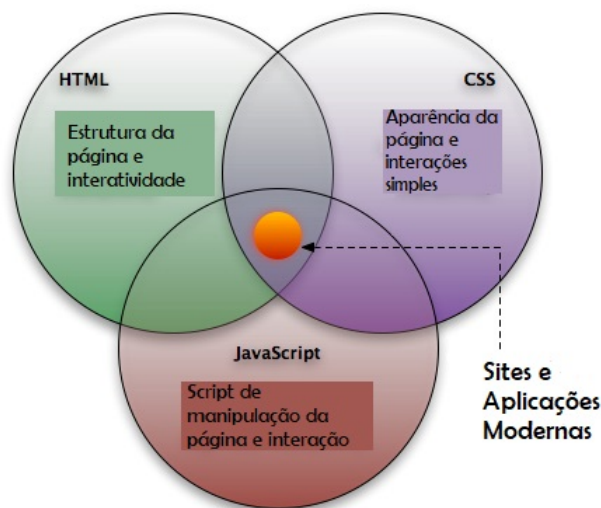 HTML
Estrutura da
página e
interatividade
CSS
Aparência da
página e
interações
simples
JavaScript
Script de
manipulação da
página e interação
Sites e
Aplicações
Modernas